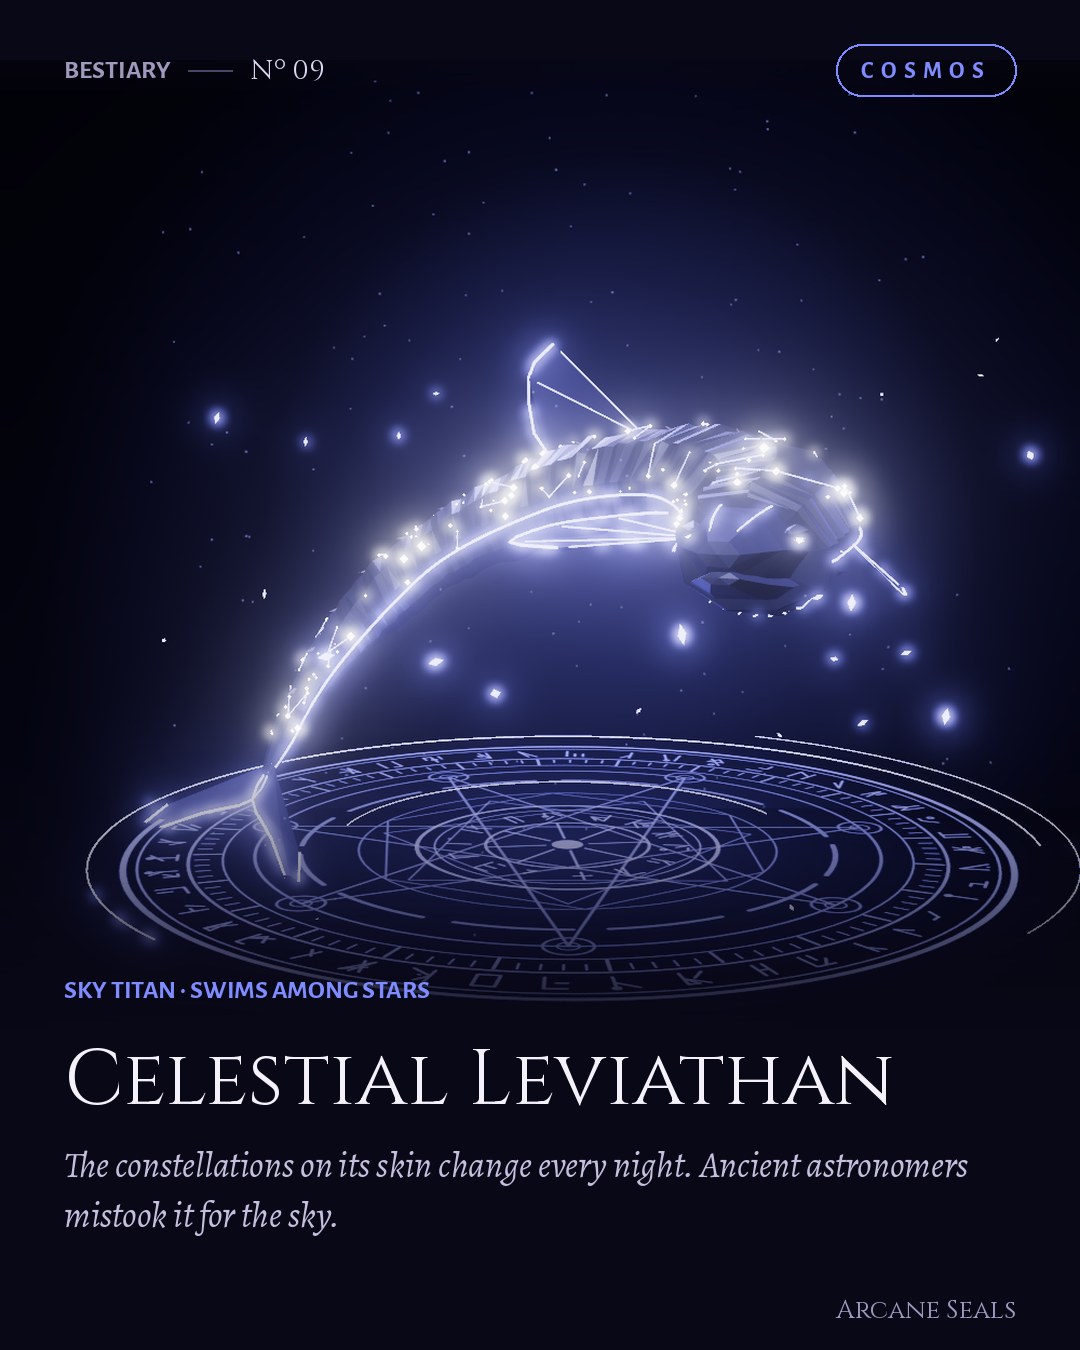 BESTIARY — Nº 09
COSMOS
SKY TITAN · SWIMS AMONG STARS
CELESTIAL LEVIATHAN
The constellations on its skin change every night. Ancient astronomers
mistook it for the sky.
ARCANE SEALS